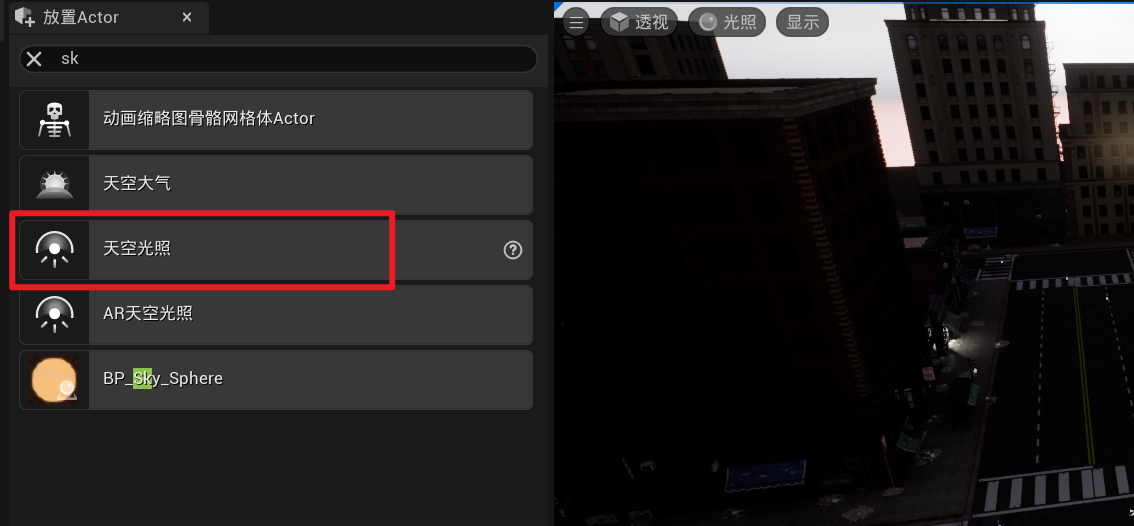 放置Actor
sk
动画缩略图骨骼网格体Actor
天空大气
天空光照
AR天空光照
BP_Sky_Sphere
透视
光照
显示